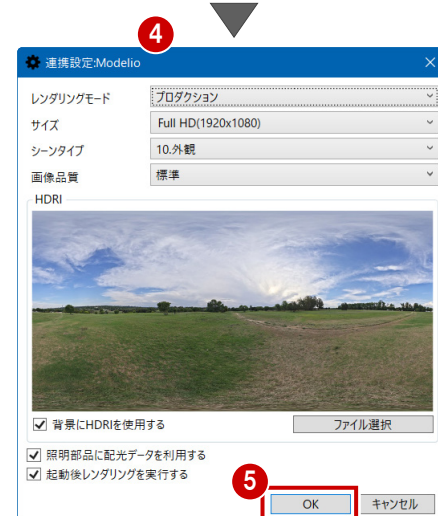 4
連携設定:Modelio
レンダリングモード プロダクション
サイズ Full HD(1920x1080)
シーンタイプ 10.外観
画像品質 標準
HDRI
背景にHDRIを使用する ファイル選択
照明部品に配光データを利用する
起動後レンダリングを実行する
5
OK キャンセル